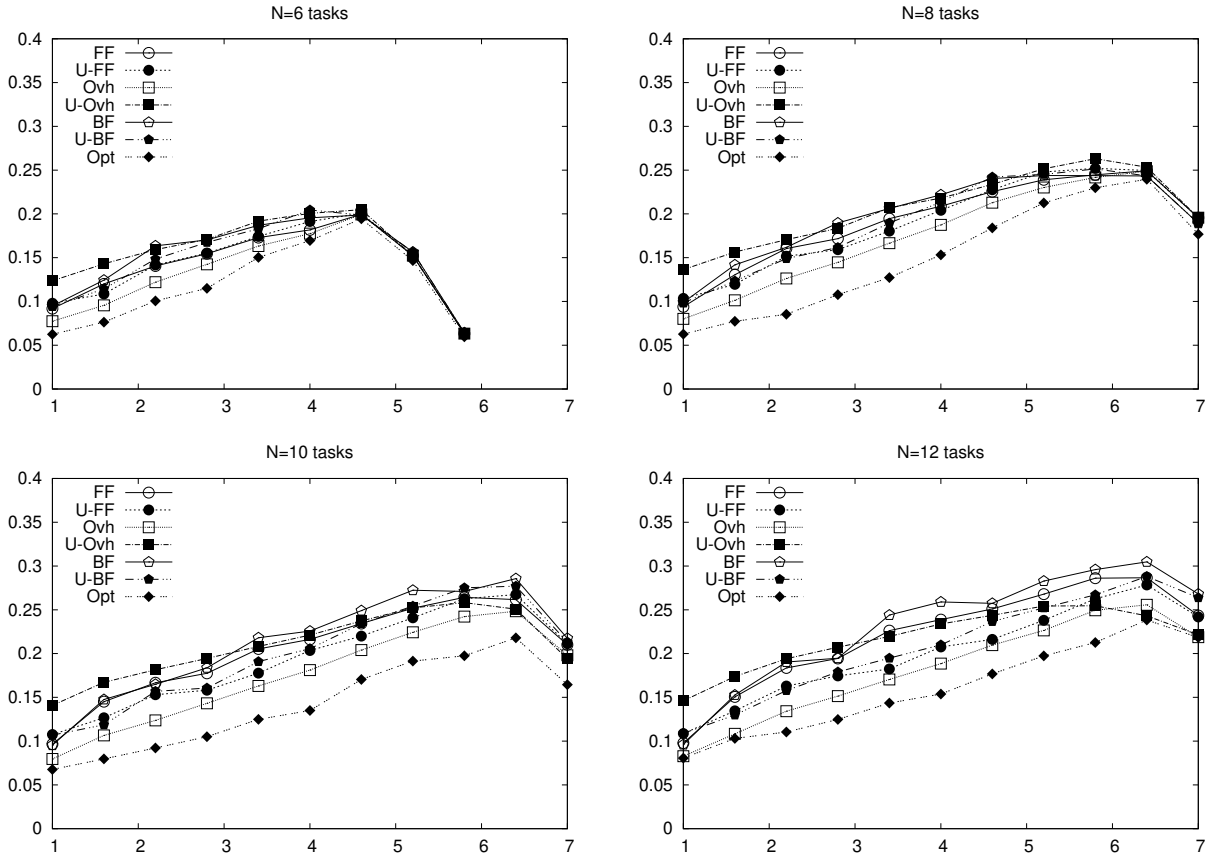 N=6 tasks
0.4
0.35
0.3
0.25
0.2
0.15
0.1
0.05
0
1 2 3 4 5 6 7
FF
U-FF
Ovh
U-Ovh
BF
U-BF
Opt
N=8 tasks
0.4
0.35
0.3
0.25
0.2
0.15
0.1
0.05
0
1 2 3 4 5 6 7
FF
U-FF
Ovh
U-Ovh
BF
U-BF
Opt
N=10 tasks
0.4
0.35
0.3
0.25
0.2
0.15
0.1
0.05
0
1 2 3 4 5 6 7
FF
U-FF
Ovh
U-Ovh
BF
U-BF
Opt
N=12 tasks
0.4
0.35
0.3
0.25
0.2
0.15
0.1
0.05
0
1 2 3 4 5 6 7
FF
U-FF
Ovh
U-Ovh
BF
U-BF
Opt